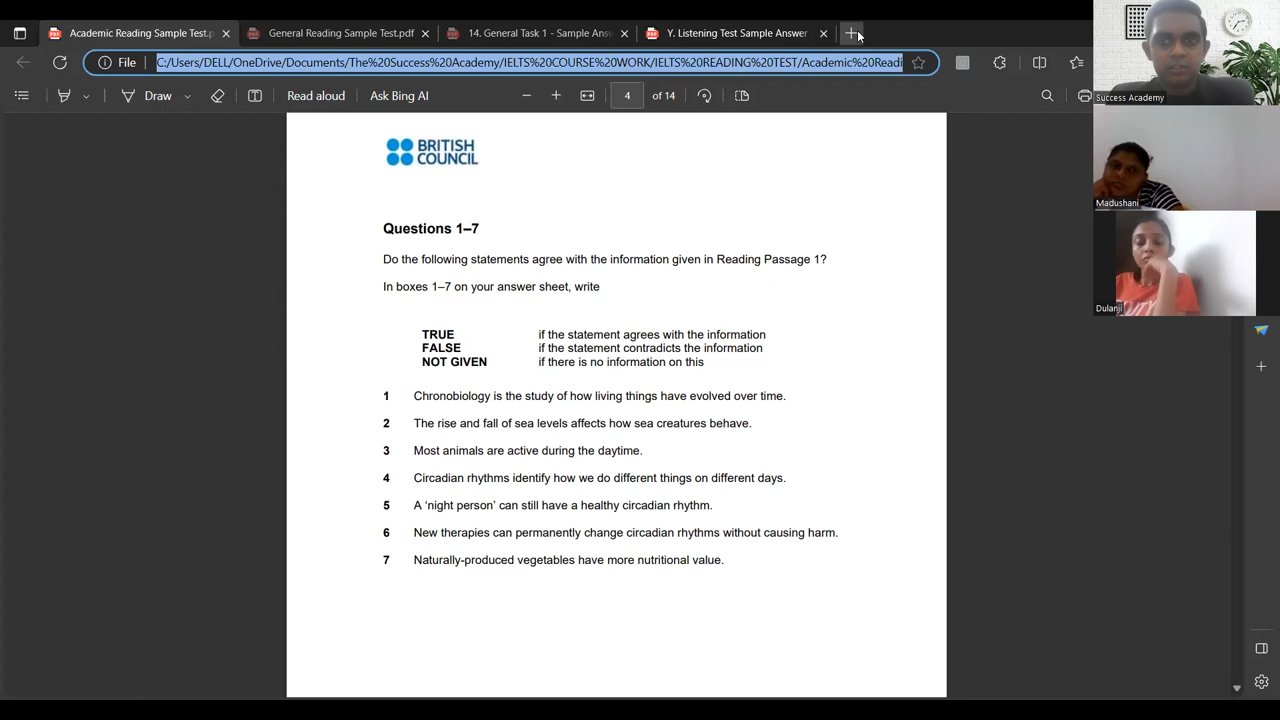 Academic Reading Sample Test.p
General Reading Sample Test.pdf
14. General Task 1 - Sample Ans
Y. Listening Test Sample Answer
File
C:/Users/DELL/OneDrive/Documents/The%20Success%20Academy/IELTS%20COURSE%20WORK/IELTS%20READING%20TEST/Academic%20Readi
Draw
Read aloud
Ask Bing AI
4
of 14
Success Academy
Madushani
Dulanji
BRITISH
COUNCIL
Questions 1–7
Do the following statements agree with the information given in Reading Passage 1?
In boxes 1–7 on your answer sheet, write
TRUE if the statement agrees with the information
FALSE if the statement contradicts the information
NOT GIVEN if there is no information on this
1 Chronobiology is the study of how living things have evolved over time.
2 The rise and fall of sea levels affects how sea creatures behave.
3 Most animals are active during the daytime.
4 Circadian rhythms identify how we do different things on different days.
5 A ‘night person’ can still have a healthy circadian rhythm.
6 New therapies can permanently change circadian rhythms without causing harm.
7 Naturally-produced vegetables have more nutritional value.